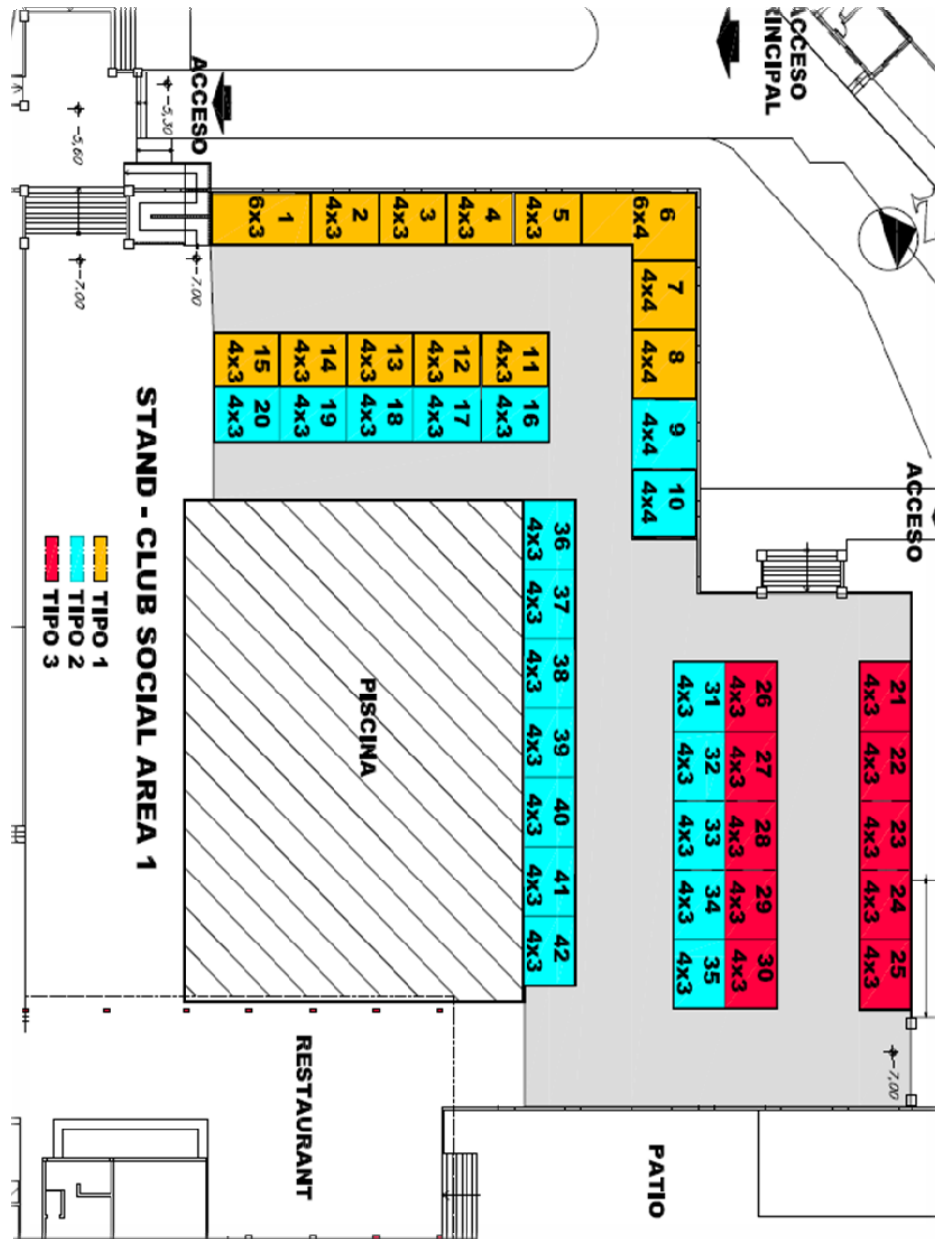 ACCESO
RINCIPAL
ACCESO
ACCESO
-5,30
-5,60
-7,00
-7,00
-7,00
1
6x3
2
4x3
3
4x3
4
4x3
5
4x3
6
6x4
7
4x4
8
4x4
9
4x4
10
4x4
11
4x3
12
4x3
13
4x3
14
4x3
15
4x3
16
4x3
17
4x3
18
4x3
19
4x3
20
4x3
21
4x3
22
4x3
23
4x3
24
4x3
25
4x3
26
4x3
27
4x3
28
4x3
29
4x3
30
4x3
31
4x3
32
4x3
33
4x3
34
4x3
35
4x3
36
4x3
37
4x3
38
4x3
39
4x3
40
4x3
41
4x3
42
4x3
PISCINA
RESTAURANT
PATIO
STAND - CLUB SOCIAL AREA 1
TIPO 1
TIPO 2
TIPO 3